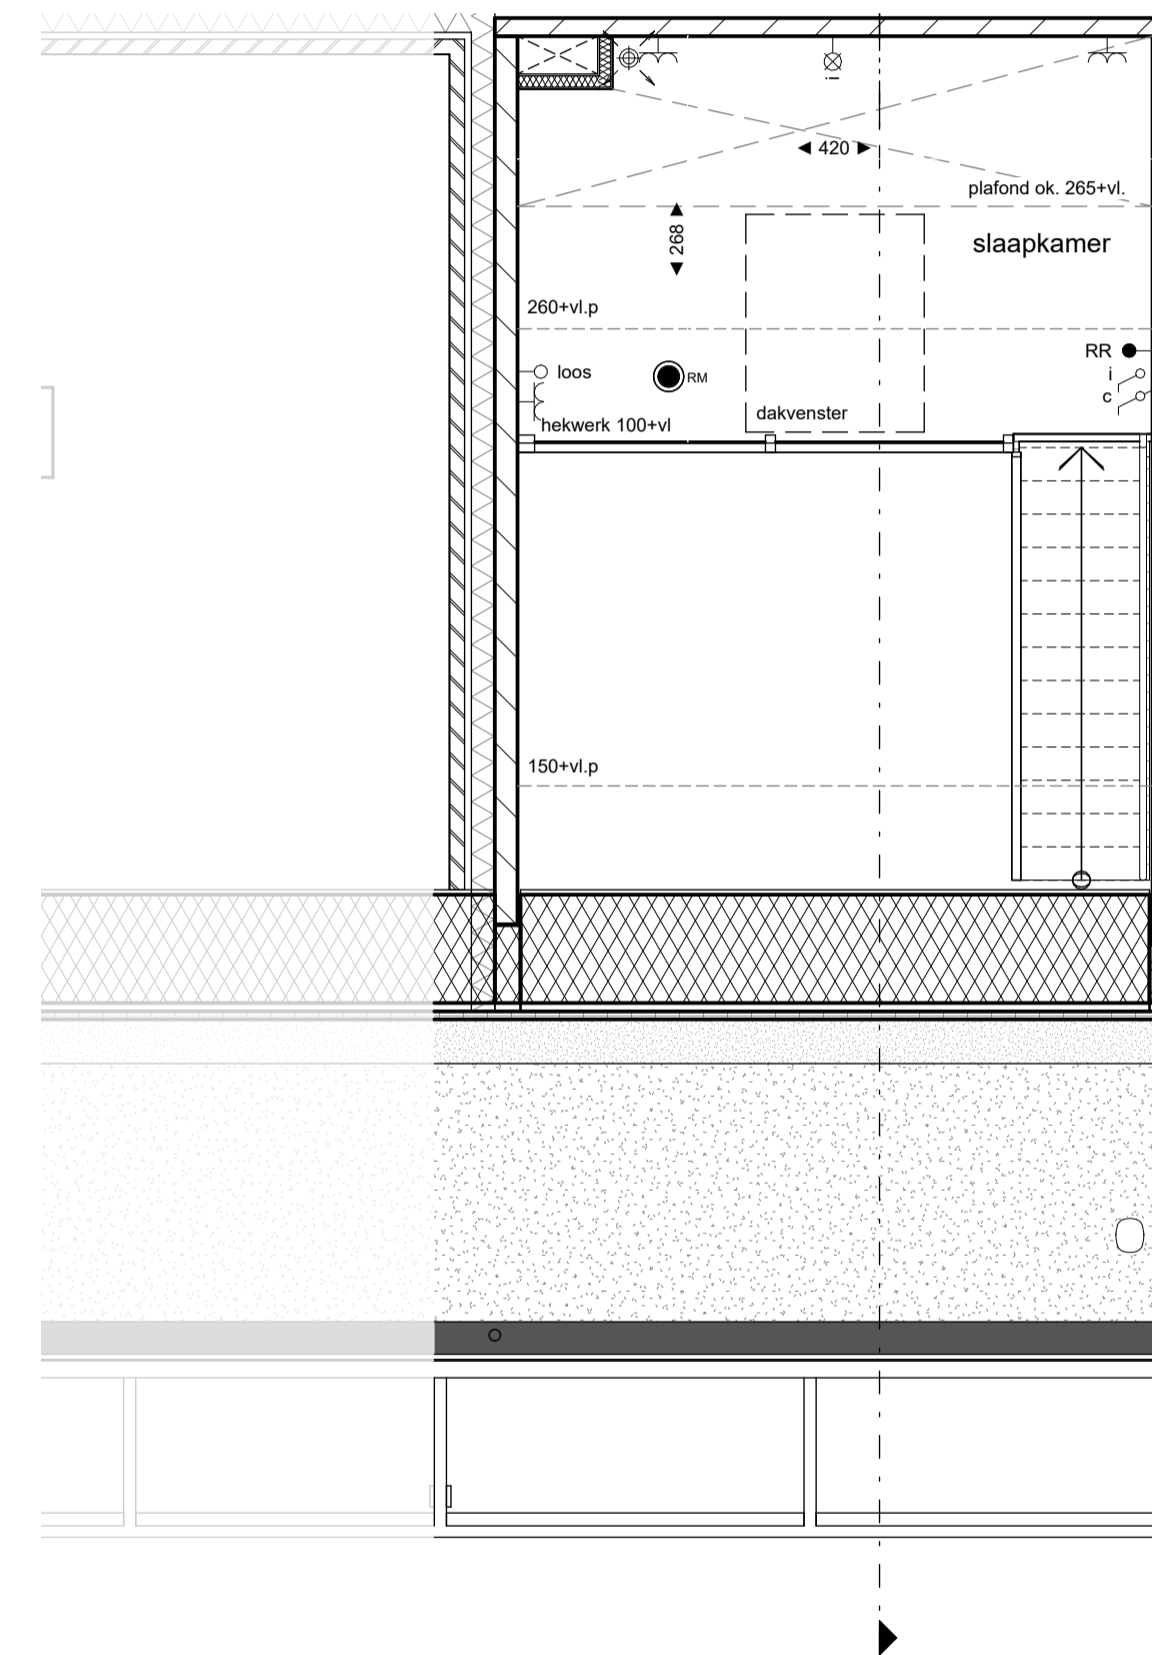 i
420
plafond ok. 265+vl.
268
slaapkamer
260+vl.p
RR
loos
RM
i
c
dakvenster
hekwerk 100+vl
150+vl.p